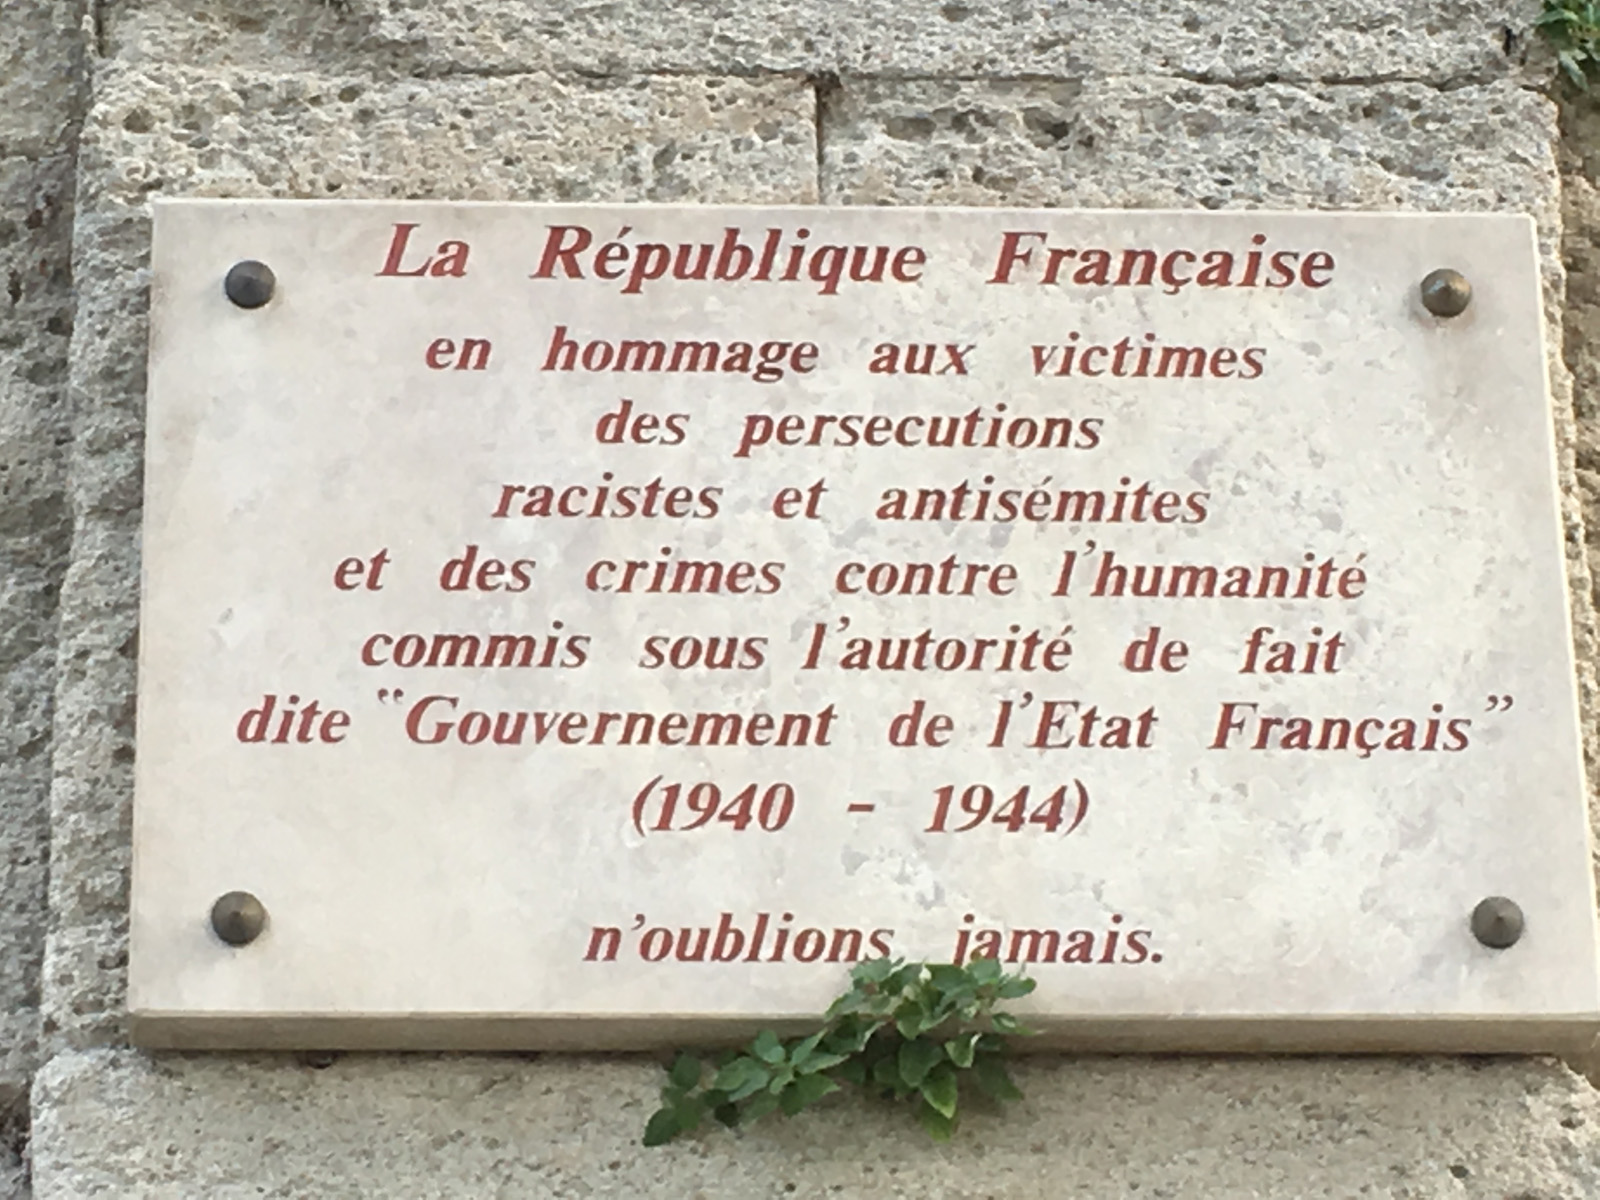 La République Française
en hommage aux victimes
des persecutions
racistes et antisémites
et des crimes contre l'humanité
commis sous l'autorité de fait
dite "Gouvernement de l'Etat Français"
(1940 - 1944)
n'oublions jamais.